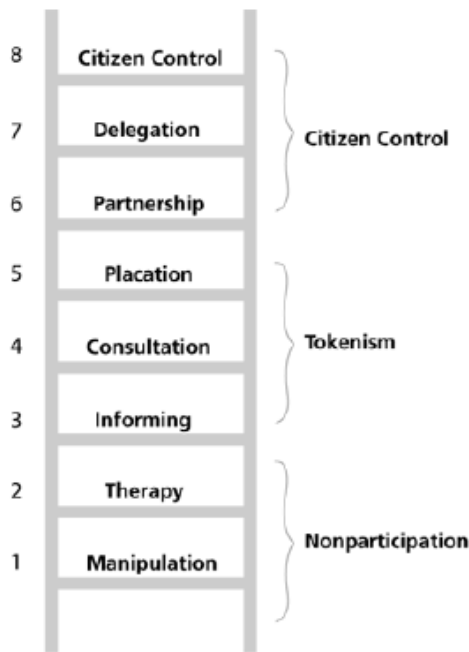 8 Citizen Control
7 Delegation
Citizen Control
6 Partnership
5 Placation
4 Consultation
Tokenism
3 Informing
2 Therapy
Nonparticipation
1 Manipulation